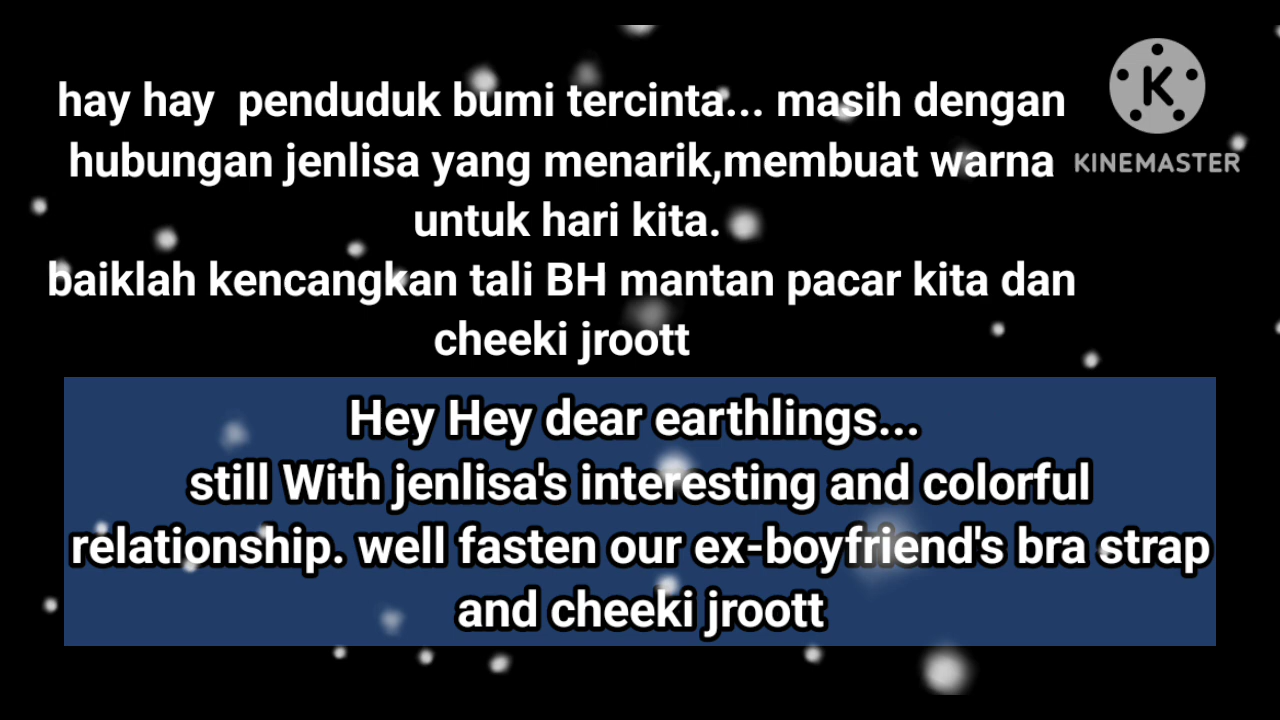 hay hay  penduduk bumi tercinta... masih dengan
hubungan jenlisa yang menarik,membuat warna
untuk hari kita.
baiklah kencangkan tali BH mantan pacar kita dan
cheeki jroott
K
KINEMASTER
Hey Hey dear earthlings...
still With jenlisa's interesting and colorful
relationship. well fasten our ex-boyfriend's bra strap
and cheeki jroott